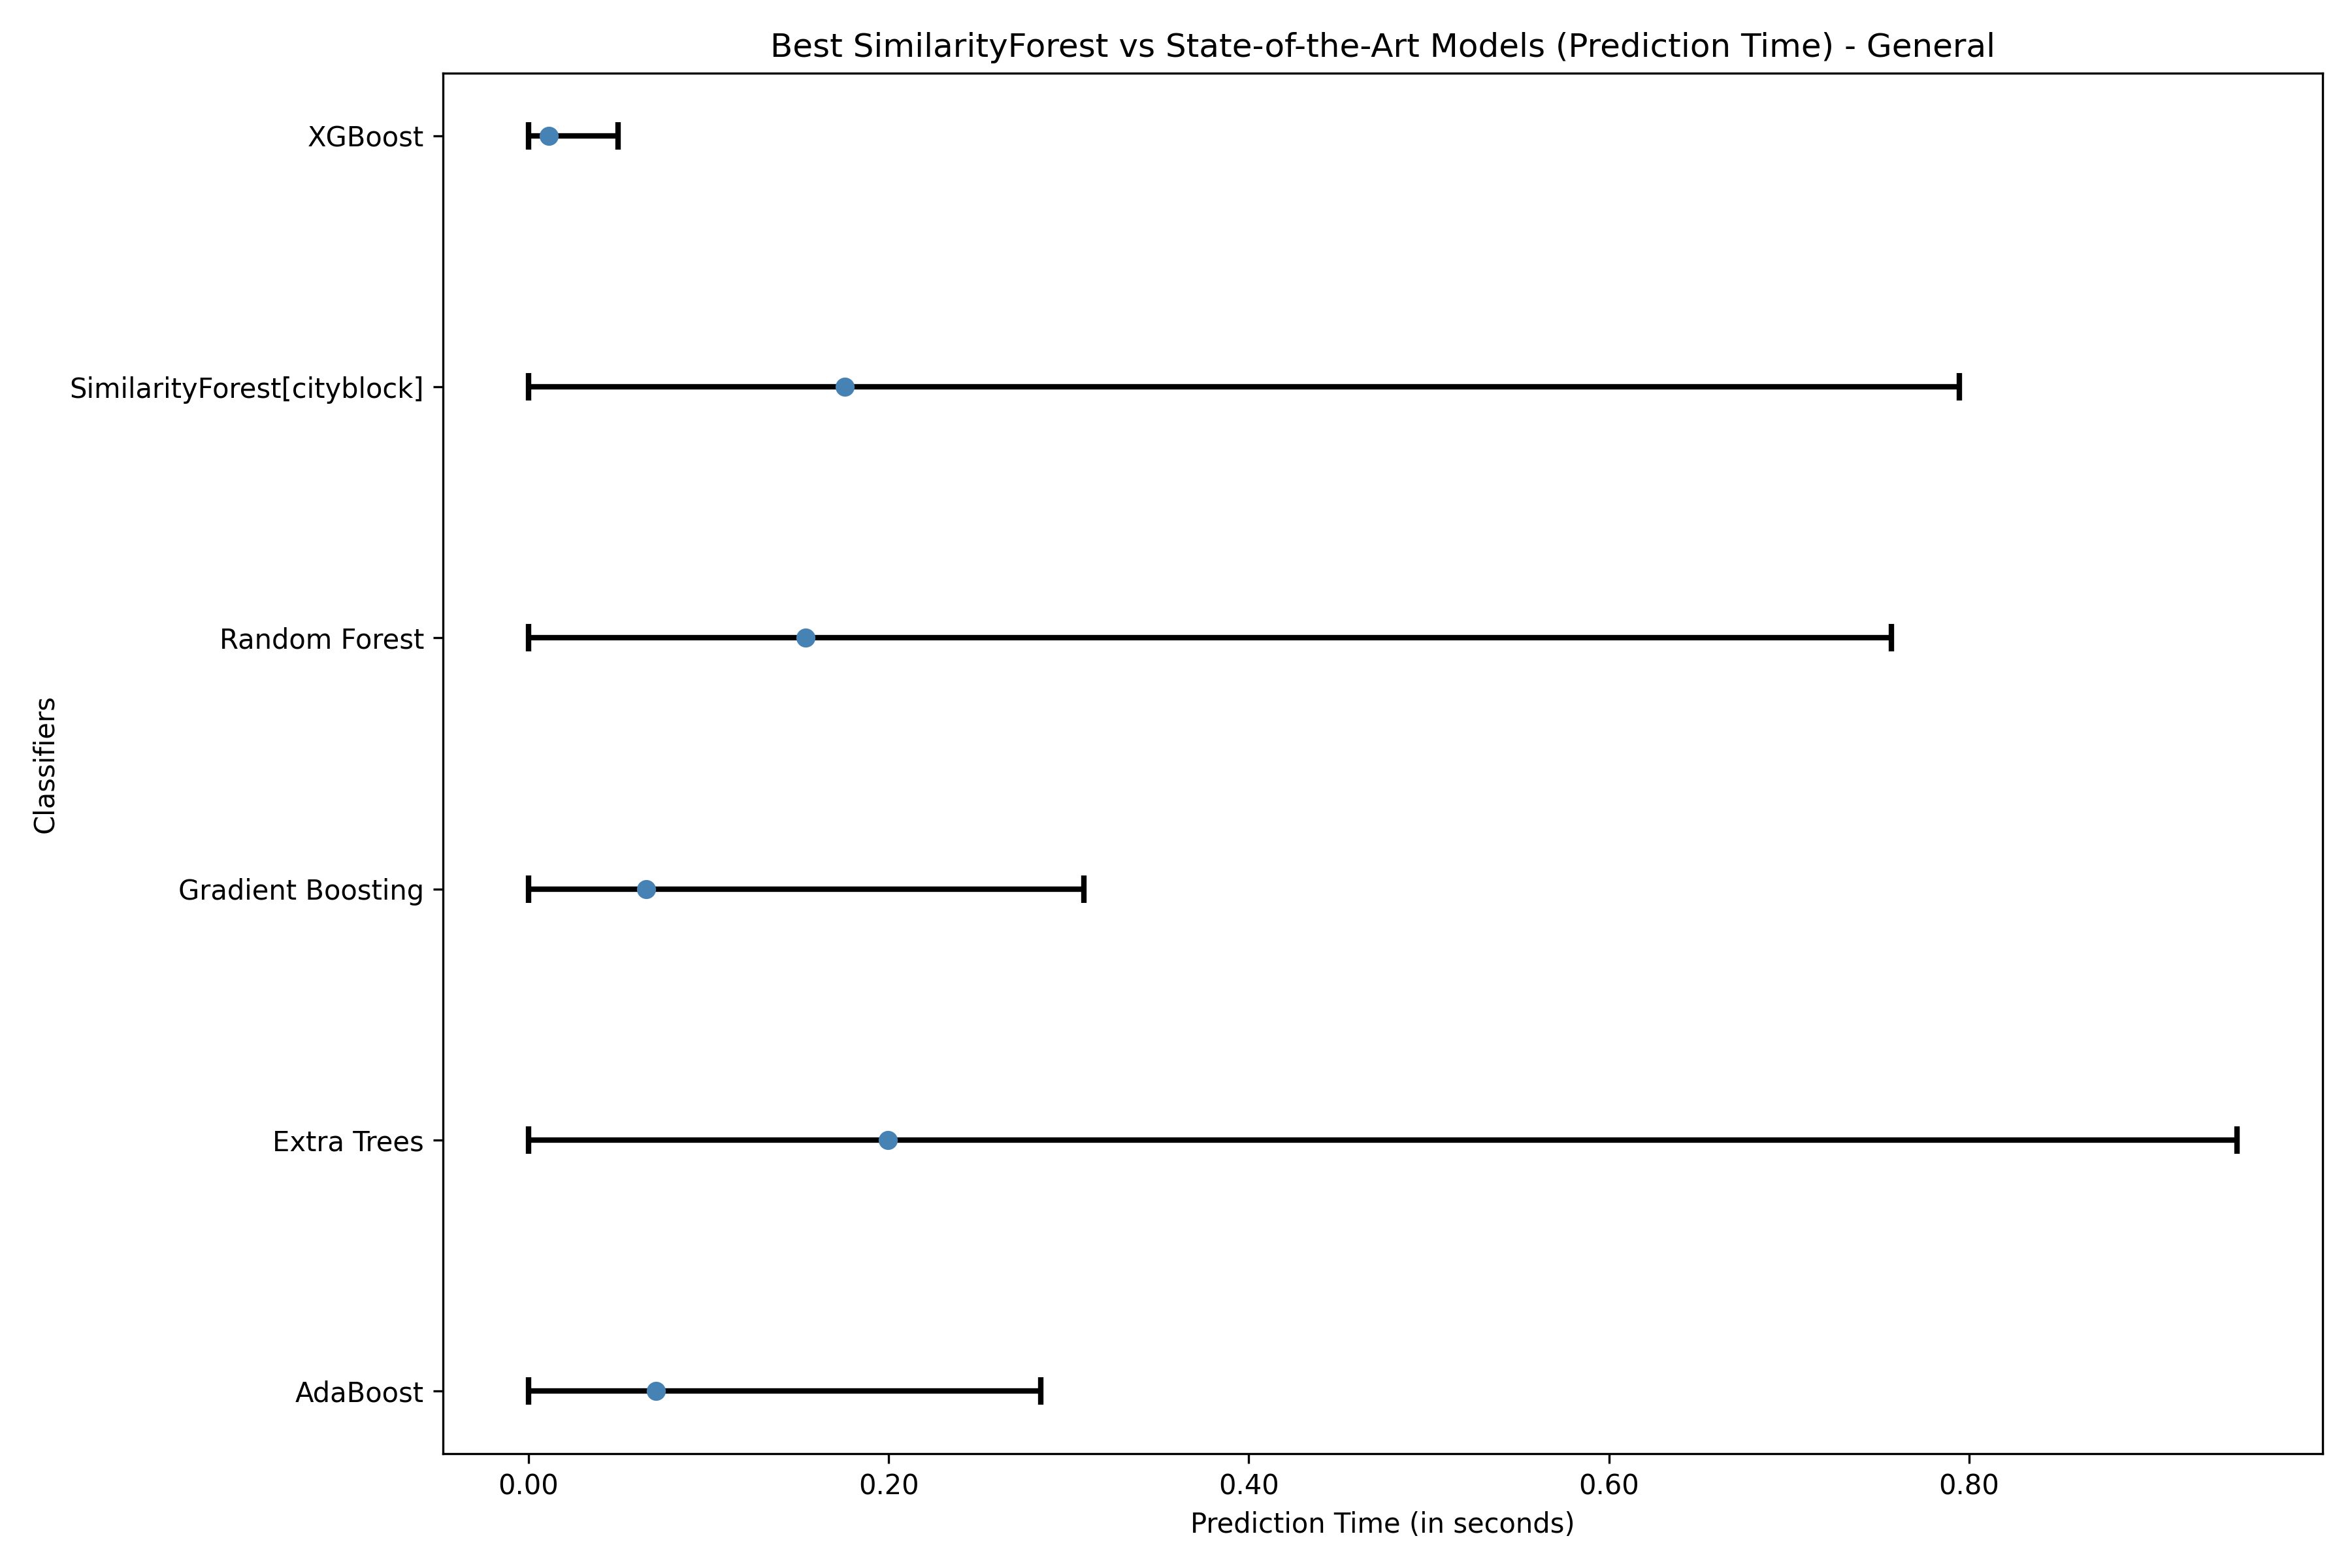 Best SimilarityForest vs State-of-the-Art Models (Prediction Time) - General
XGBoost
SimilarityForest[cityblock]
Random Forest
Gradient Boosting
Extra Trees
AdaBoost
Classifiers
0.00 0.20 0.40 0.60 0.80
Prediction Time (in seconds)